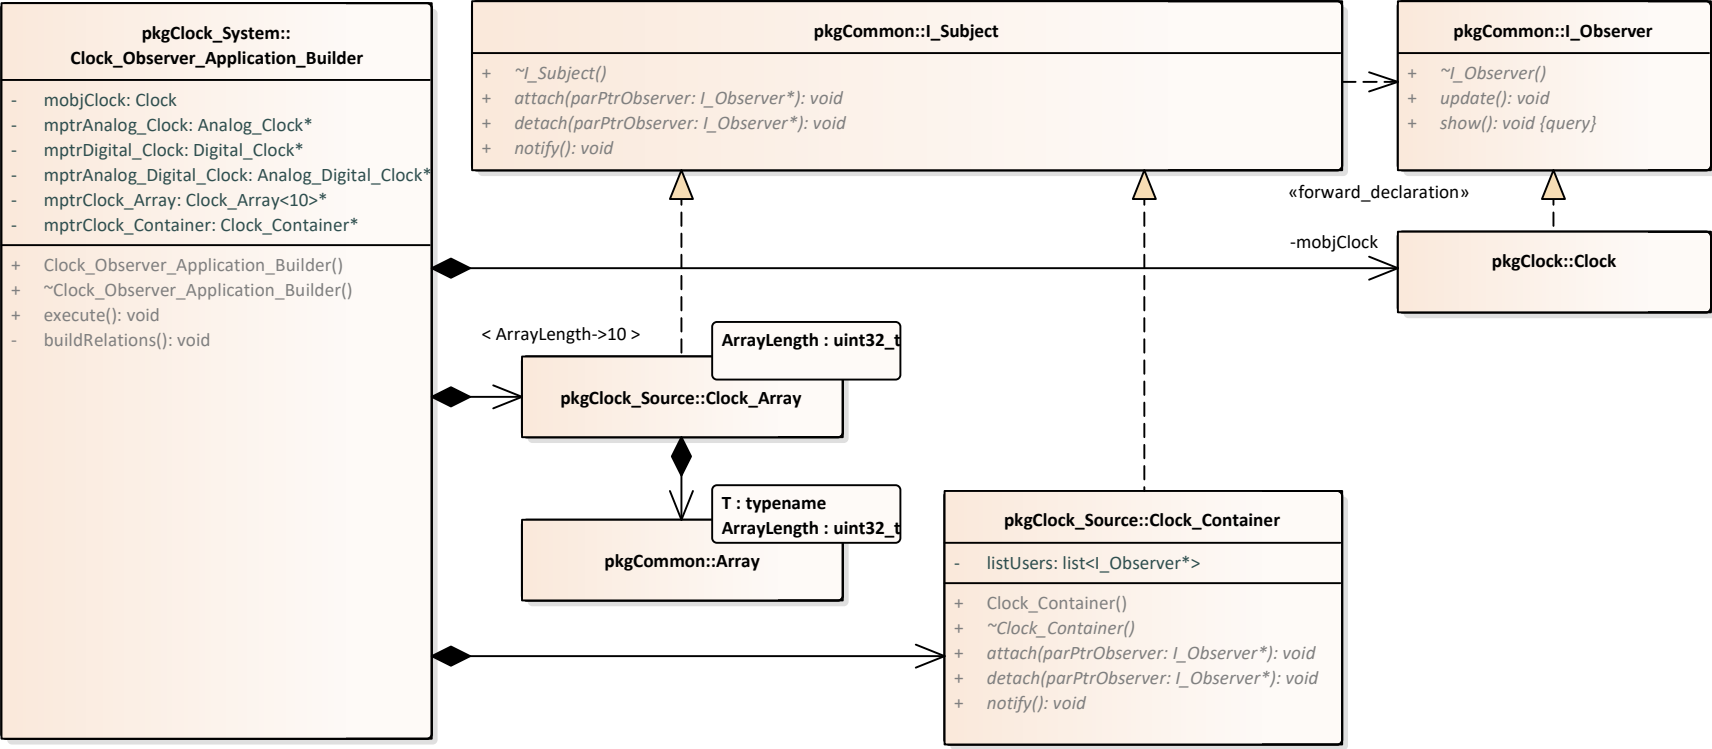 pkgClock_System::
Clock_Observer_Application_Builder
- mobjClock: Clock
- mptrAnalog_Clock: Analog_Clock*
- mptrDigital_Clock: Digital_Clock*
- mptrAnalog_Digital_Clock: Analog_Digital_Clock*
- mptrClock_Array: Clock_Array<10>*
- mptrClock_Container: Clock_Container*
+ Clock_Observer_Application_Builder()
+ ~Clock_Observer_Application_Builder()
+ execute(): void
- buildRelations(): void
pkgCommon::I_Subject
+ ~I_Subject()
+ attach(parPtrObserver: I_Observer*): void
+ detach(parPtrObserver: I_Observer*): void
+ notify(): void
pkgCommon::I_Observer
+ ~I_Observer()
+ update(): void
+ show(): void {query}
«forward_declaration»
-mobjClock
pkgClock::Clock
< ArrayLength->10 >
ArrayLength : uint32_t
pkgClock_Source::Clock_Array
T : typename
ArrayLength : uint32_t
pkgCommon::Array
pkgClock_Source::Clock_Container
- listUsers: list<I_Observer*>
+ Clock_Container()
+ ~Clock_Container()
+ attach(parPtrObserver: I_Observer*): void
+ detach(parPtrObserver: I_Observer*): void
+ notify(): void